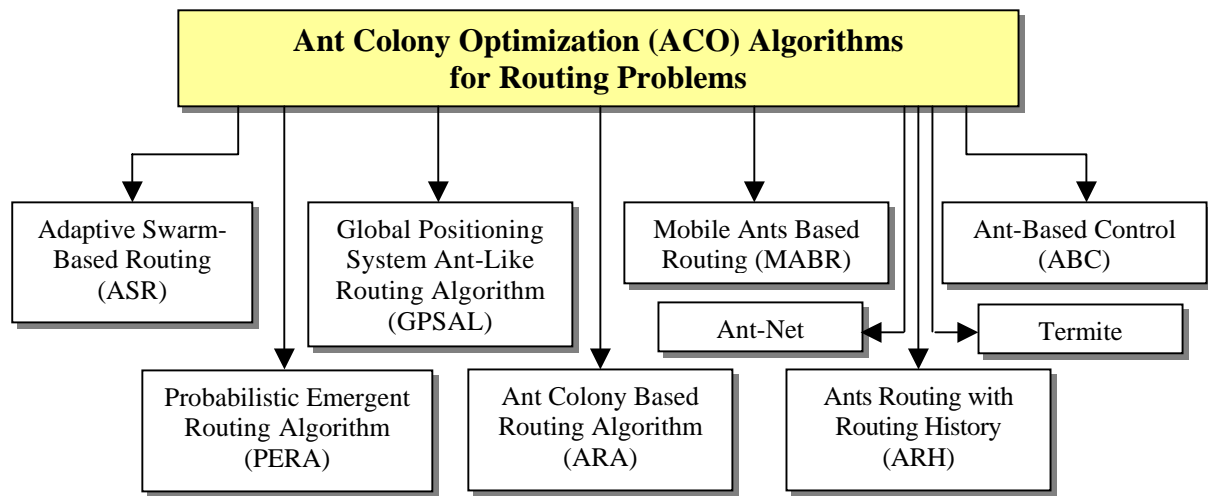 Ant Colony Optimization (ACO) Algorithms
for Routing Problems
Adaptive Swarm-
Based Routing
(ASR)
Global Positioning
System Ant-Like
Routing Algorithm
(GPSAL)
Mobile Ants Based
Routing (MABR)
Ant-Based Control
(ABC)
Ant-Net
Termite
Probabilistic Emergent
Routing Algorithm
(PERA)
Ant Colony Based
Routing Algorithm
(ARA)
Ants Routing with
Routing History
(ARH)